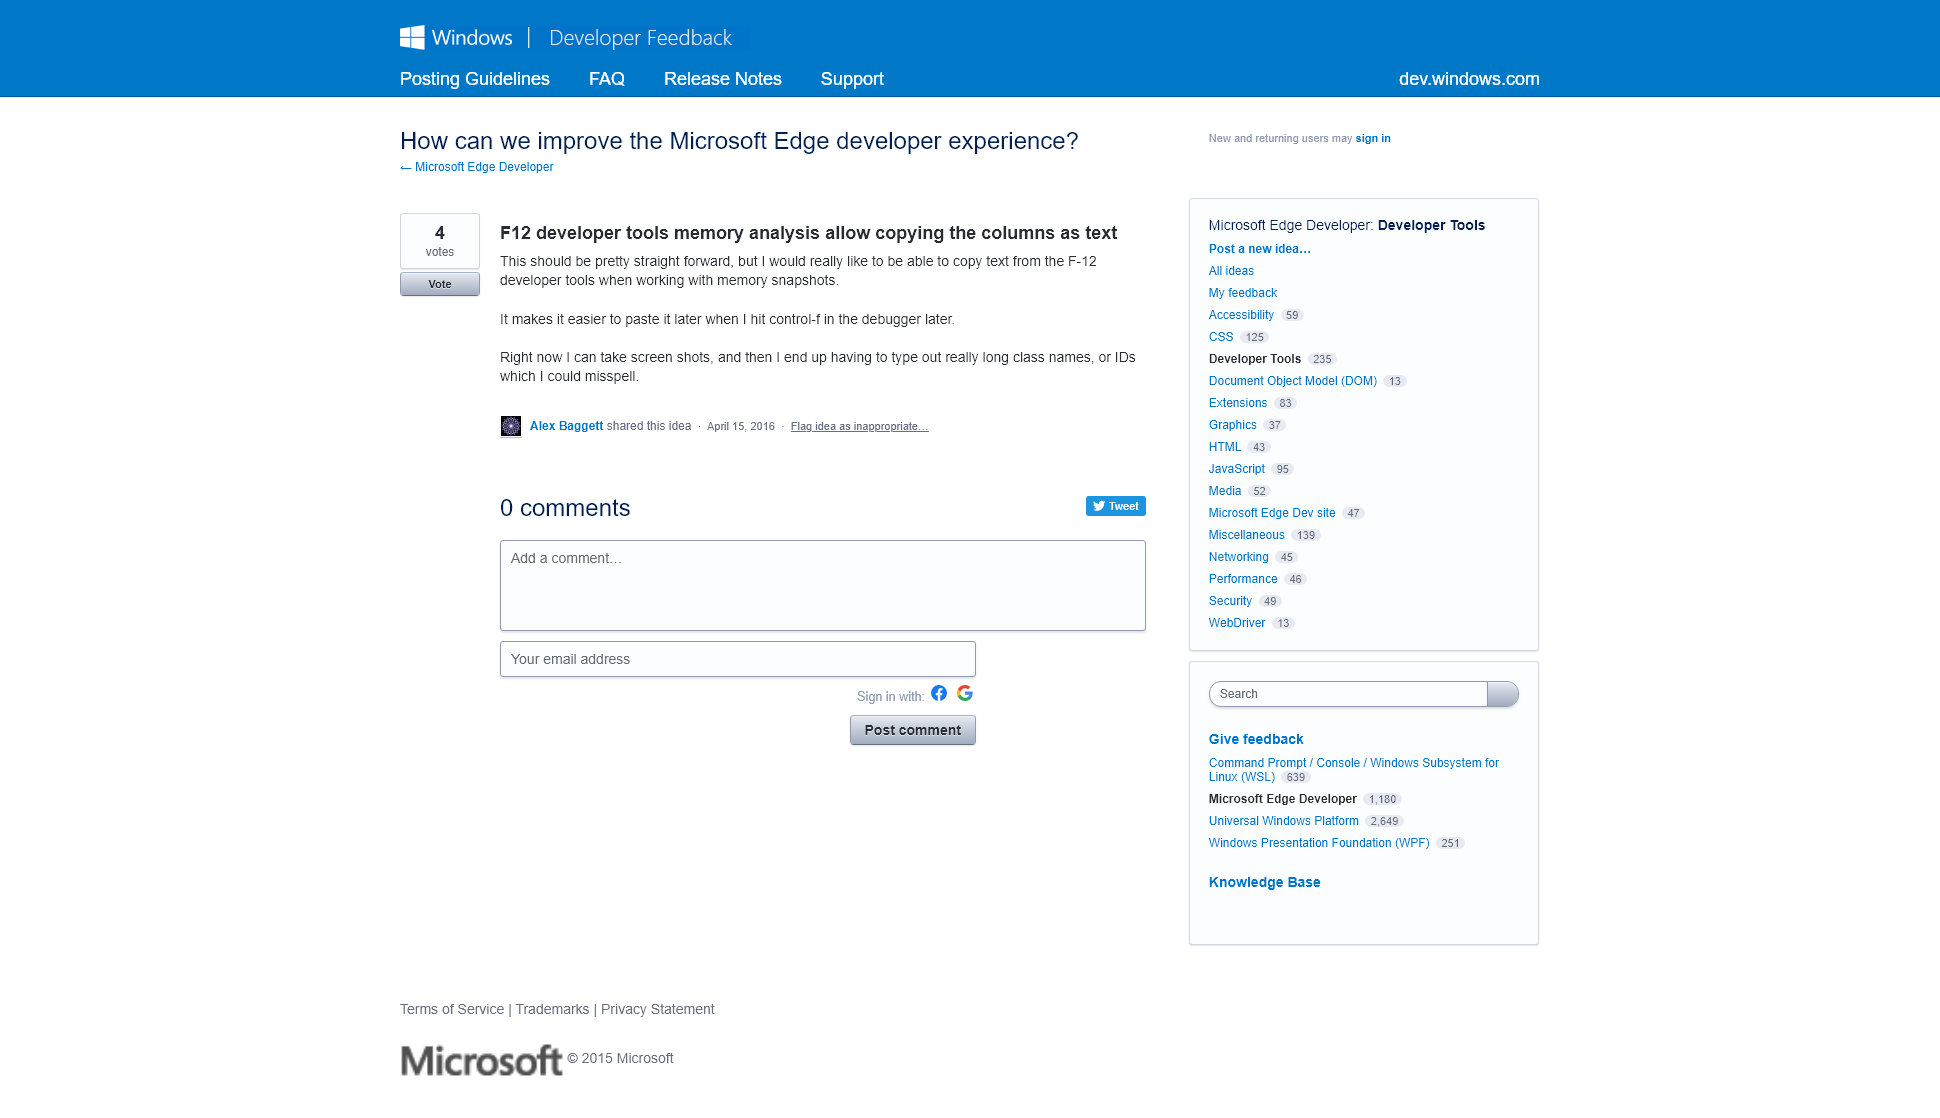 Windows | Developer Feedback
Posting Guidelines FAQ Release Notes Support dev.windows.com
How can we improve the Microsoft Edge developer experience?
← Microsoft Edge Developer
New and returning users may sign in
4
votes
Vote
F12 developer tools memory analysis allow copying the columns as text
This should be pretty straight forward, but I would really like to be able to copy text from the F-12
developer tools when working with memory snapshots.
It makes it easier to paste it later when I hit control-f in the debugger later.
Right now I can take screen shots, and then I end up having to type out really long class names, or IDs
which I could misspell.
Alex Baggett shared this idea · April 15, 2016 · Flag idea as inappropriate…
0 comments
Tweet
Add a comment…
Your email address
Sign in with:
Post comment
Microsoft Edge Developer: Developer Tools
Post a new idea…
All ideas
My feedback
Accessibility 59
CSS 125
Developer Tools 235
Document Object Model (DOM) 13
Extensions 83
Graphics 37
HTML 43
JavaScript 95
Media 52
Microsoft Edge Dev site 47
Miscellaneous 139
Networking 45
Performance 46
Security 49
WebDriver 13
Search
Give feedback
Command Prompt / Console / Windows Subsystem for
Linux (WSL) 639
Microsoft Edge Developer 1,180
Universal Windows Platform 2,649
Windows Presentation Foundation (WPF) 251
Knowledge Base
Terms of Service | Trademarks | Privacy Statement
Microsoft © 2015 Microsoft